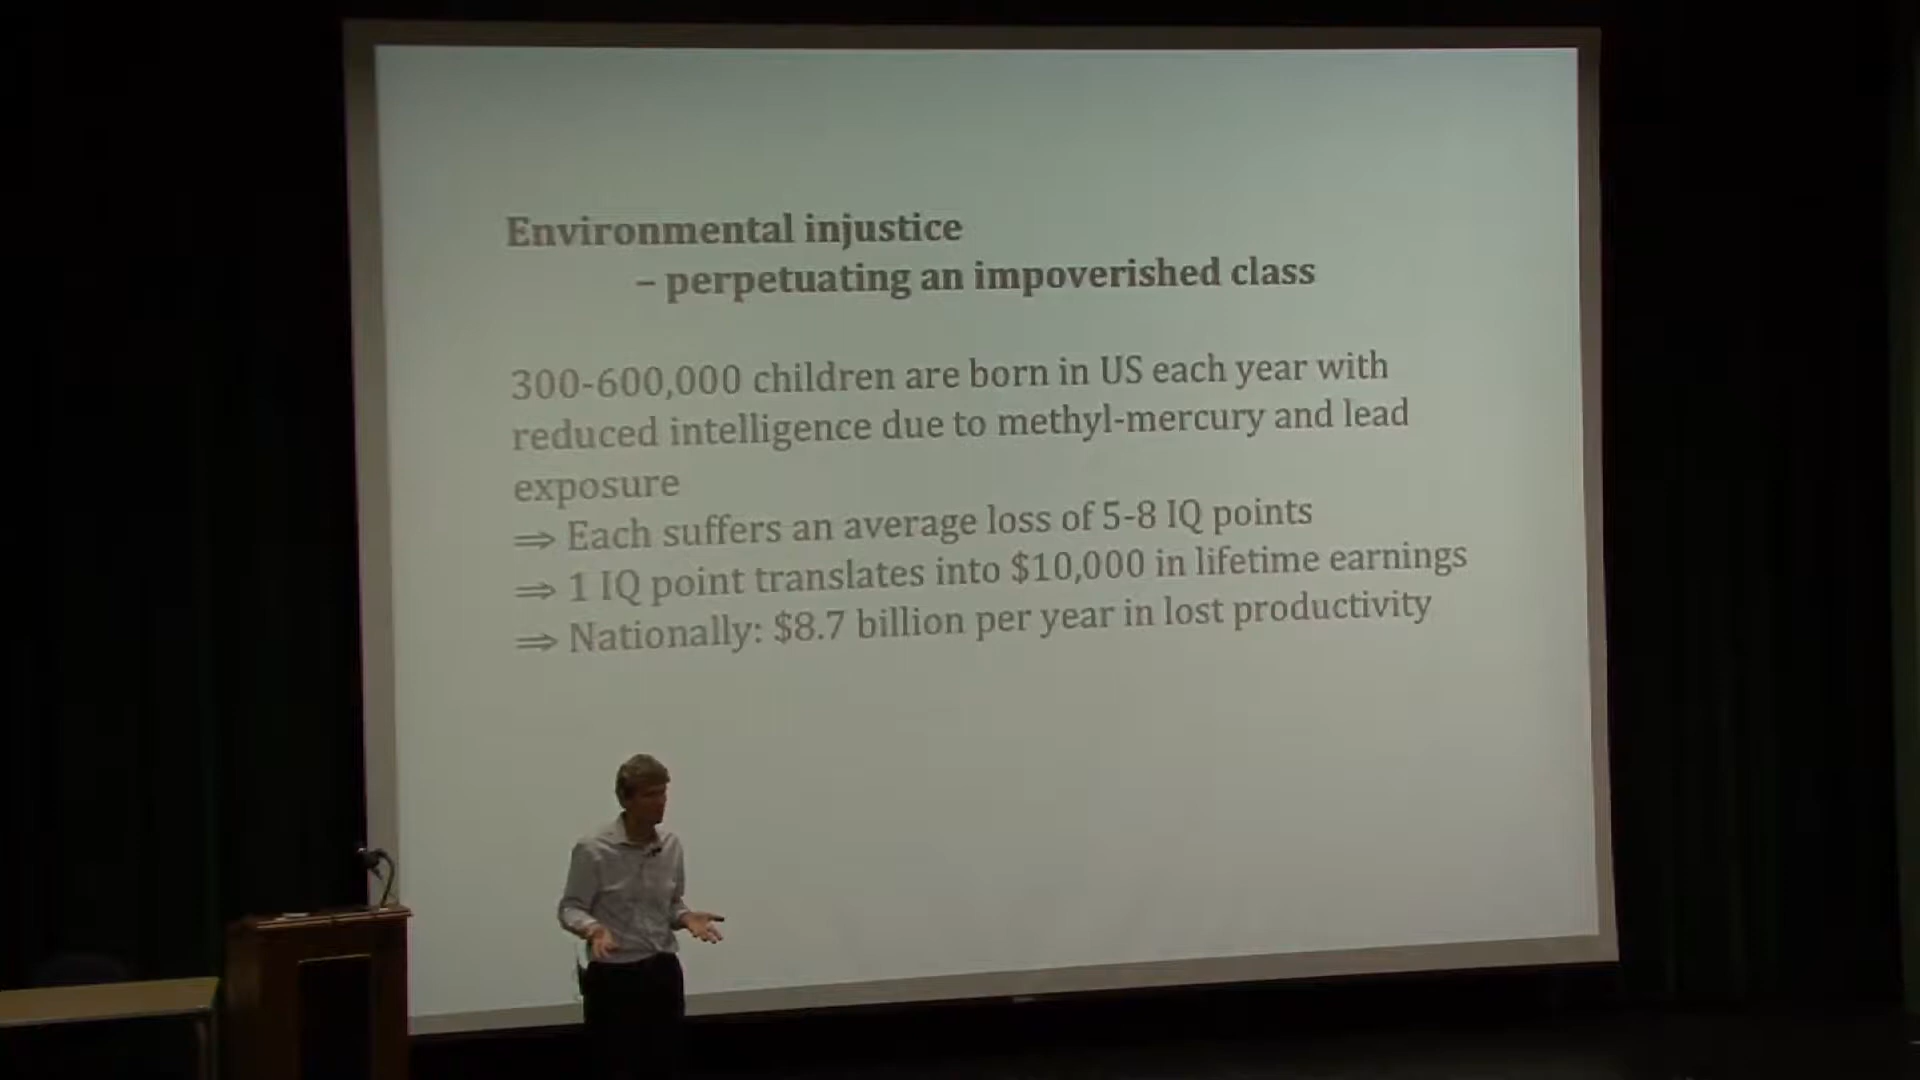 Environmental injustice
– perpetuating an impoverished class
300-600,000 children are born in US each year with
reduced intelligence due to methyl-mercury and lead
exposure
⇒ Each suffers an average loss of 5-8 IQ points
⇒ 1 IQ point translates into $10,000 in lifetime earnings
⇒ Nationally: $8.7 billion per year in lost productivity